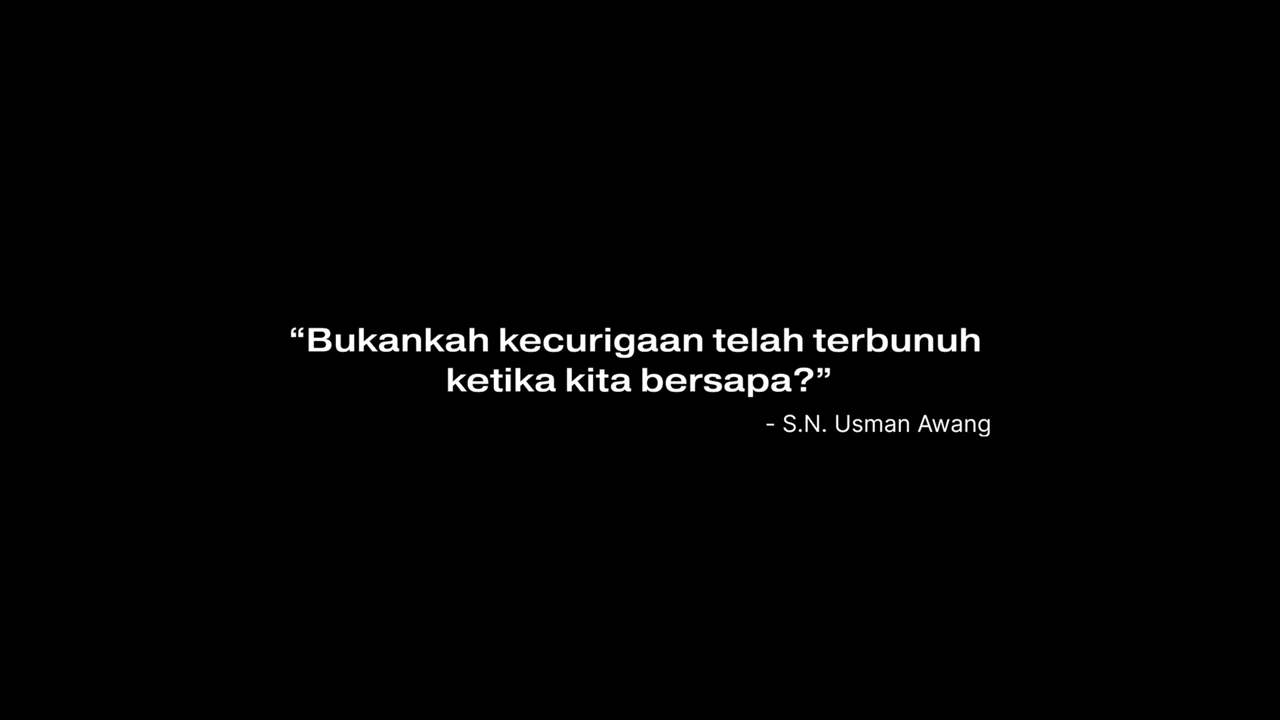 “Bukankah kecurigaan telah terbunuh
ketika kita bersapa?”
- S.N. Usman Awang